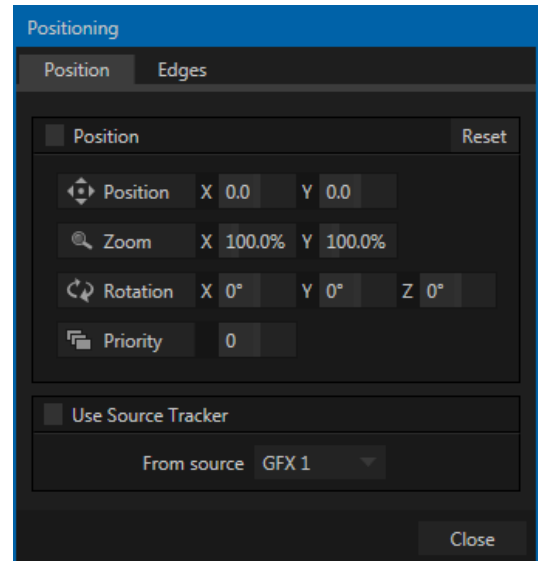 Positioning
Position Edges
Position Reset
Position X 0.0 Y 0.0
Zoom X 100.0% Y 100.0%
Rotation X 0° Y 0° Z 0°
Priority 0
Use Source Tracker
From source GFX 1
Close